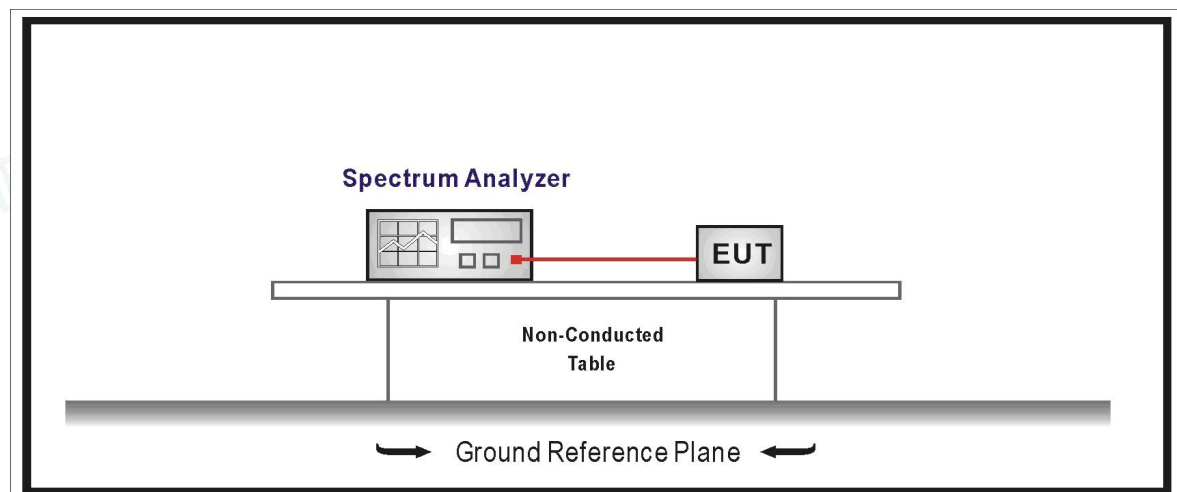 Spectrum Analyzer
EUT
Non-Conducted
Table
Ground Reference Plane